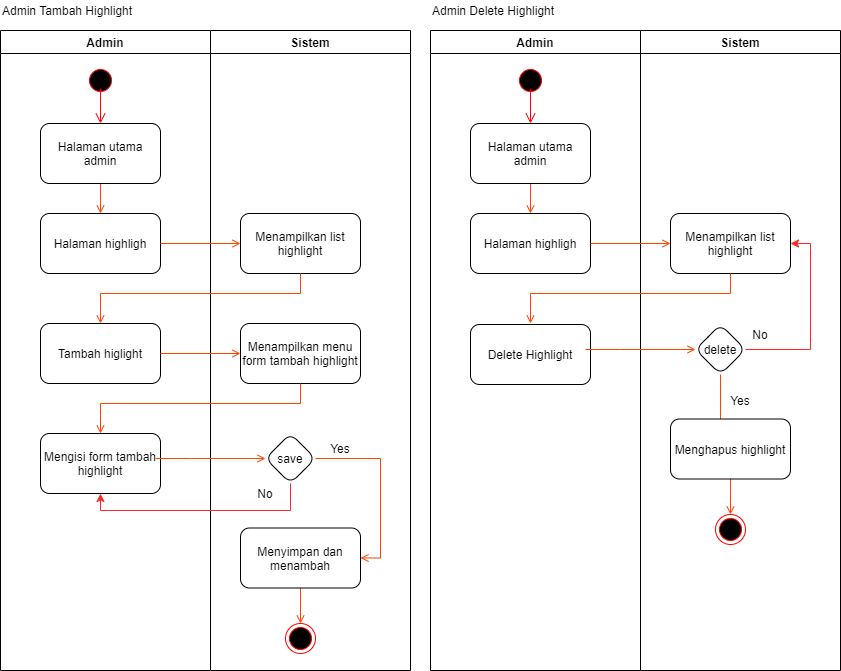 Admin Tambah Highlight
Admin
Sistem
Halaman utama
admin
Halaman highligh
Menampilkan list
highlight
Tambah higlight
Menampilkan menu
form tambah highlight
Mengisi form tambah
highlight
save
Yes
No
Menyimpan dan
menambah
Admin Delete Highlight
Admin
Sistem
Halaman utama
admin
Halaman highligh
Menampilkan list
highlight
Delete Highlight
delete
No
Yes
Menghapus highlight